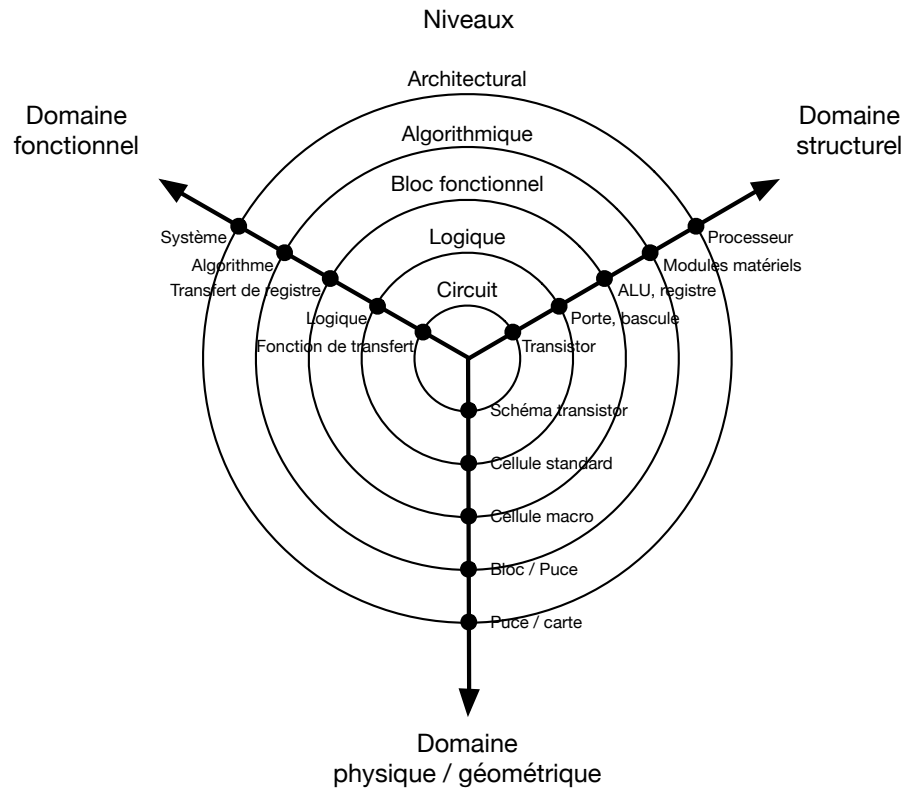 Niveaux
Architectural
Domaine
fonctionnel
Domaine
structurel
Algorithmique
Bloc fonctionnel
Logique
Circuit
Système
Algorithme
Transfert de registre
Logique
Fonction de transfert
Processeur
Modules matériels
ALU, registre
Porte, bascule
Transistor
Schéma transistor
Cellule standard
Cellule macro
Bloc / Puce
Puce / carte
Domaine
physique / géométrique